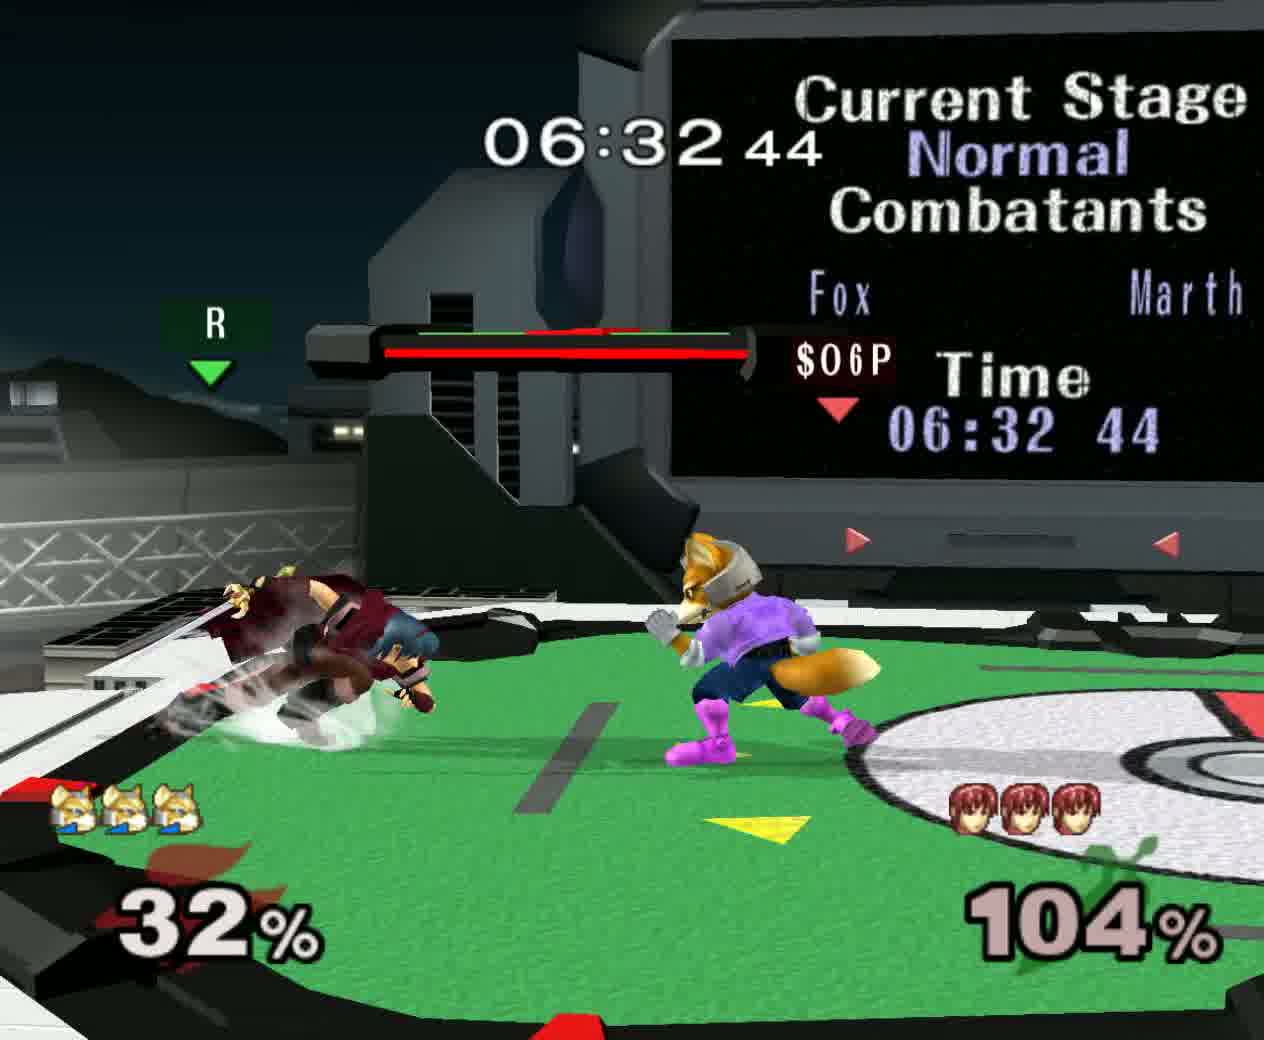 Current Stage
06:32 44
Normal
Combatants
Fox Marth
R
$06P
Time
06:32 44
32%
104%